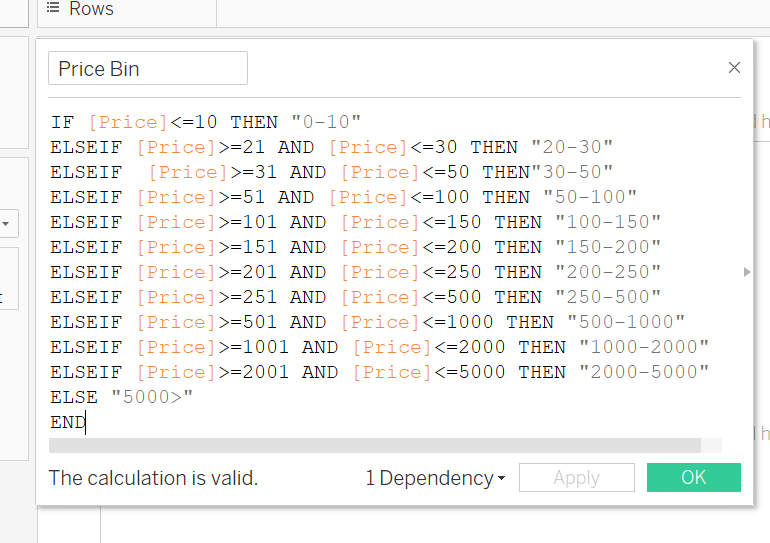 Rows
Price Bin
IF [Price]<=10 THEN "0-10"
ELSEIF [Price]>=21 AND [Price]<=30 THEN "20-30"
ELSEIF  [Price]>=31 AND [Price]<=50 THEN"30-50"
ELSEIF [Price]>=51 AND [Price]<=100 THEN "50-100"
ELSEIF [Price]>=101 AND [Price]<=150 THEN "100-150"
ELSEIF [Price]>=151 AND [Price]<=200 THEN "150-200"
ELSEIF [Price]>=201 AND [Price]<=250 THEN "200-250"
ELSEIF [Price]>=251 AND [Price]<=500 THEN "250-500"
ELSEIF [Price]>=501 AND [Price]<=1000 THEN "500-1000"
ELSEIF [Price]>=1001 AND [Price]<=2000 THEN "1000-2000"
ELSEIF [Price]>=2001 AND [Price]<=5000 THEN "2000-5000"
ELSE "5000>"
END
The calculation is valid.
1 Dependency
Apply
OK